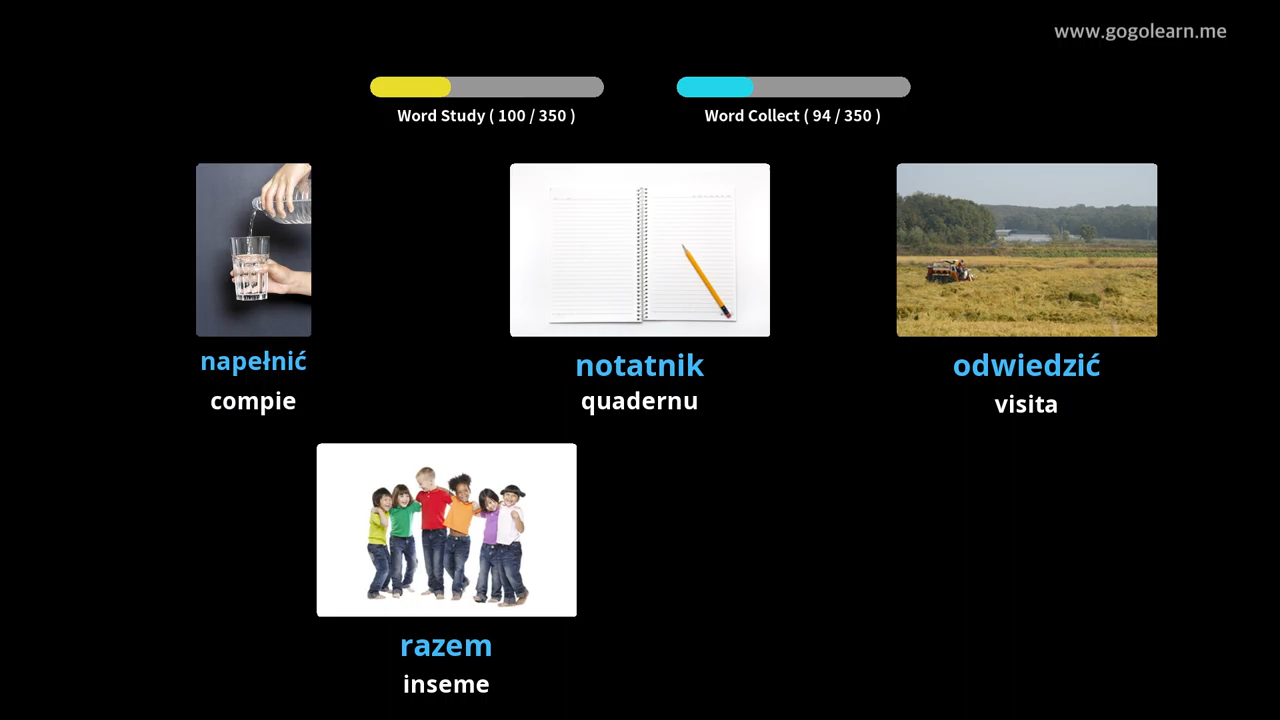 www.gogolearn.me
Word Study ( 100 / 350 )
Word Collect ( 94 / 350 )
napełnić
compie
notatnik
quadernu
odwiedzić
visita
razem
inseme